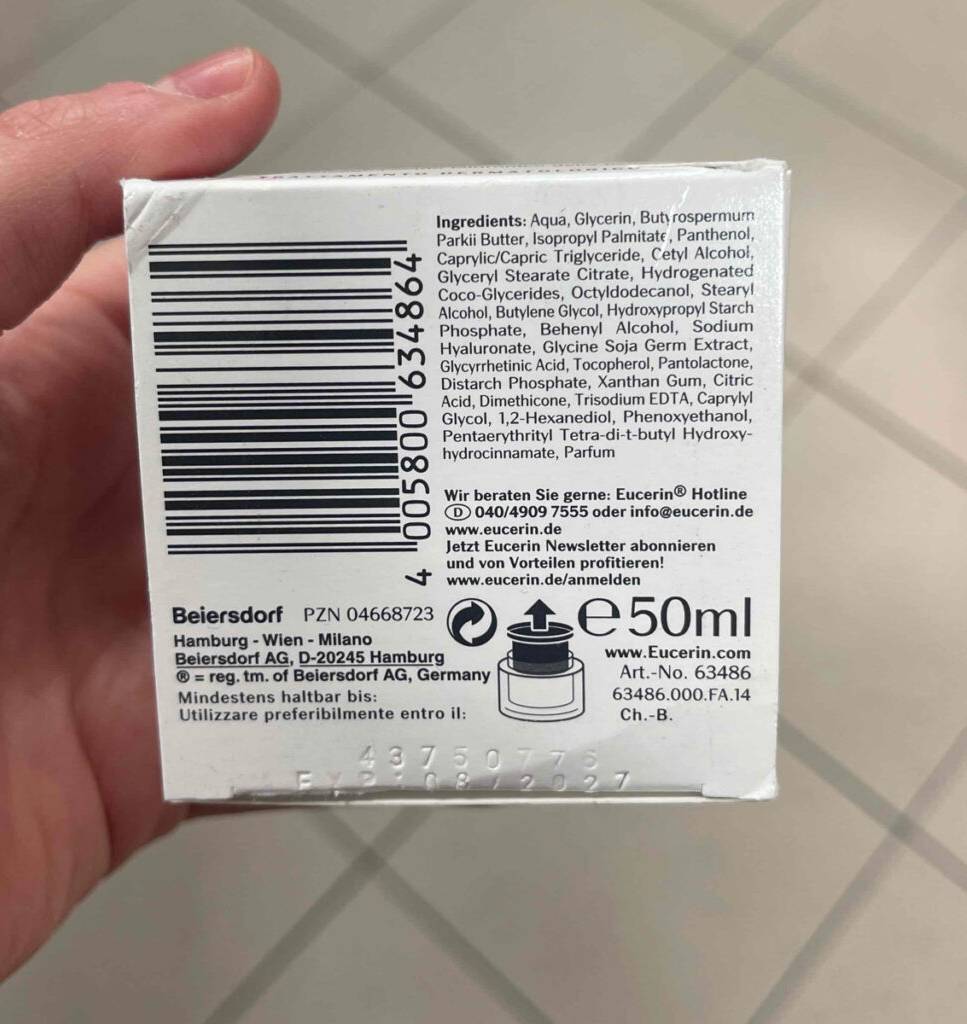 TRATTAMENTO DERMATOLOGICO
Ingredients: Aqua, Glycerin, Butyrospermum
Parkii Butter, Isopropyl Palmitate, Panthenol,
Caprylic/Capric Triglyceride, Cetyl Alcohol,
Glyceryl Stearate Citrate, Hydrogenated
Coco-Glycerides, Octyldodecanol, Stearyl
Alcohol, Butylene Glycol, Hydroxypropyl Starch
Phosphate, Behenyl Alcohol, Sodium
Hyaluronate, Glycine Soja Germ Extract,
Glycyrrhetinic Acid, Tocopherol, Pantolactone,
Distarch Phosphate, Xanthan Gum, Citric
Acid, Dimethicone, Trisodium EDTA, Caprylyl
Glycol, 1,2-Hexanediol, Phenoxyethanol,
Pentaerythrityl Tetra-di-t-butyl Hydroxy-
hydrocinnamate, Parfum
4 005800 634864
Wir beraten Sie gerne: Eucerin® Hotline
D 040/4909 7555 oder info@eucerin.de
www.eucerin.de
Jetzt Eucerin Newsletter abonnieren
und von Vorteilen profitieren!
www.eucerin.de/anmelden
Beiersdorf PZN 04668723
Hamburg - Wien - Milano
Beiersdorf AG, D-20245 Hamburg
® = reg. tm. of Beiersdorf AG, Germany
Mindestens haltbar bis:
Utilizzare preferibilmente entro il:
e 50ml
www.Eucerin.com
Art.-No. 63486
63486.000.FA.14
Ch.-B.
43750776
EXP 08/2027